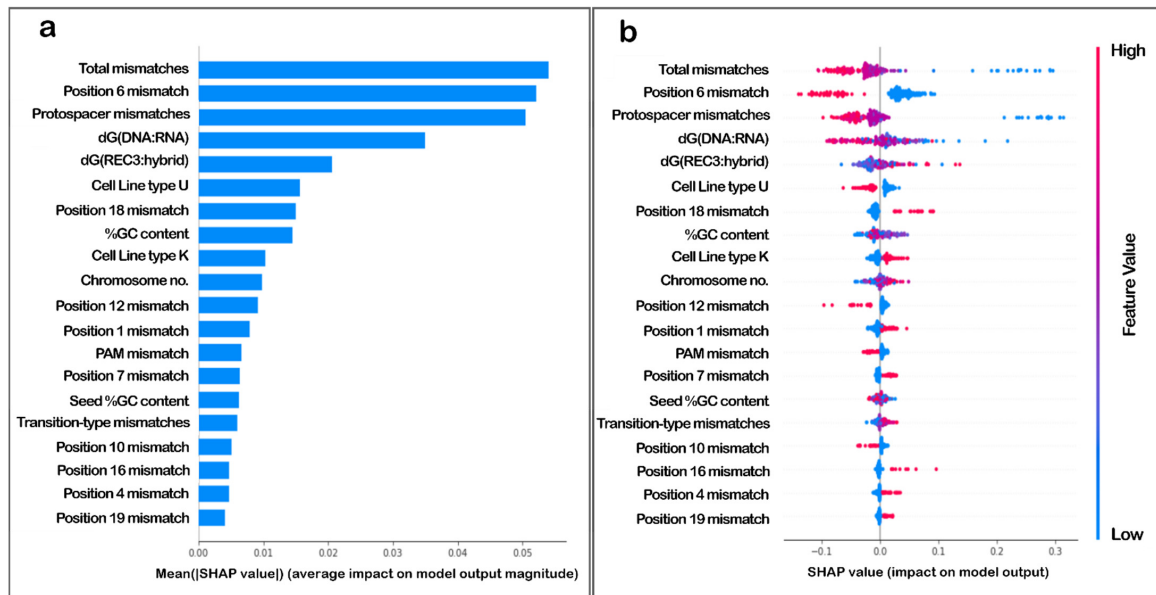 a
Total mismatches
Position 6 mismatch
Protospacer mismatches
dG(DNA:RNA)
dG(REC3:hybrid)
Cell Line type U
Position 18 mismatch
%GC content
Cell Line type K
Chromosome no.
Position 12 mismatch
Position 1 mismatch
PAM mismatch
Position 7 mismatch
Seed %GC content
Transition-type mismatches
Position 10 mismatch
Position 16 mismatch
Position 4 mismatch
Position 19 mismatch
0.00 0.01 0.02 0.03 0.04 0.05
Mean(|SHAP value|) (average impact on model output magnitude)
b
Total mismatches
Position 6 mismatch
Protospacer mismatches
dG(DNA:RNA)
dG(REC3:hybrid)
Cell Line type U
Position 18 mismatch
%GC content
Cell Line type K
Chromosome no.
Position 12 mismatch
Position 1 mismatch
PAM mismatch
Position 7 mismatch
Seed %GC content
Transition-type mismatches
Position 10 mismatch
Position 16 mismatch
Position 4 mismatch
Position 19 mismatch
−0.1 0.0 0.1 0.2 0.3
SHAP value (impact on model output)
High
Feature Value
Low